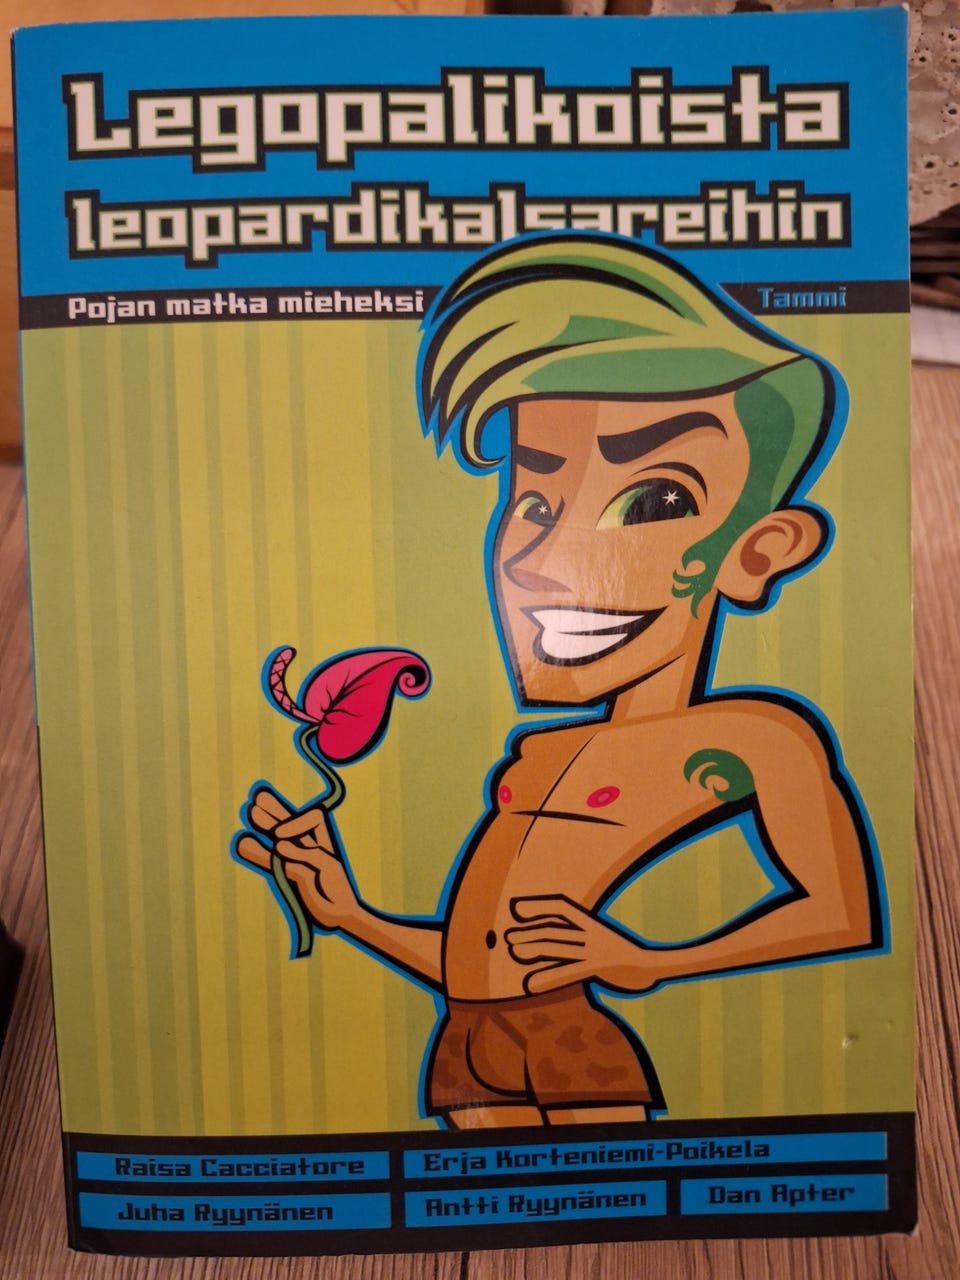 Legopalikoista
leopardikalsareihin
Pojan matka mieheksi
Tammi
Raisa Cacciatore
Erja Korteniemi-Poikela
Juha Ryynänen
Antti Ryynänen
Dan Apter